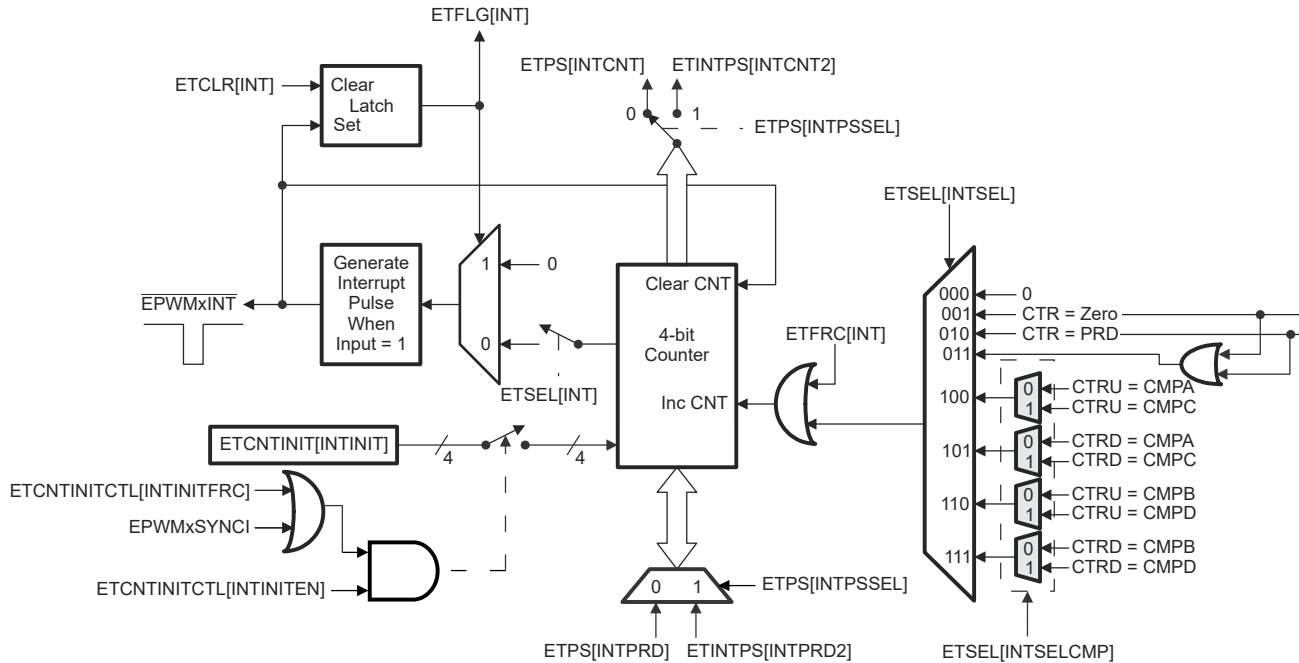 ETFLG[INT]
ETCLR[INT]
Clear
Latch
Set
ETPS[INTCNT]
ETINTPS[INTCNT2]
0
1
ETPS[INTPSSEL]
ETSEL[INTSEL]
Generate
Interrupt
Pulse
When
Input = 1
EPWMxINT
1
0
0
ETSEL[INT]
Clear CNT
4-bit
Counter
Inc CNT
ETFRC[INT]
000
0
001
CTR = Zero
010
CTR = PRD
011
100
0
CTRU = CMPA
1
CTRU = CMPC
101
0
CTRD = CMPA
1
CTRD = CMPC
110
0
CTRU = CMPB
1
CTRU = CMPD
111
0
CTRD = CMPB
1
CTRD = CMPD
ETSEL[INTSELCMP]
ETCNTINIT[INTINIT]
4
4
ETCNTINITCTL[INTINITFRC]
EPWMxSYNCI
ETCNTINITCTL[INTINITEN]
0
1
ETPS[INTPSSEL]
ETPS[INTPRD]
ETINTPS[INTPRD2]